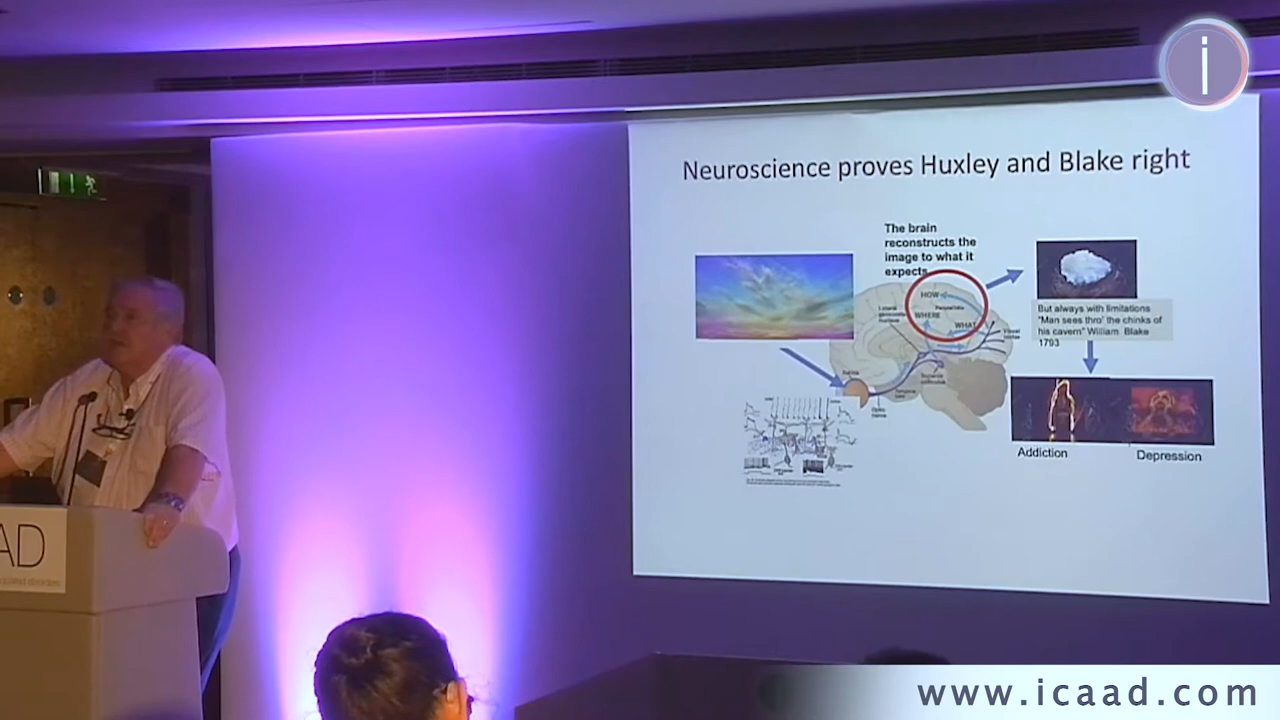 i
Neuroscience proves Huxley and Blake right
The brain
reconstructs the
image to what it
expects
HOW
WHERE
WHAT
But always with limitations
"Man sees thro' the chinks of
his cavern" William Blake
1793
Addiction
Depression
AD
www.icaad.com